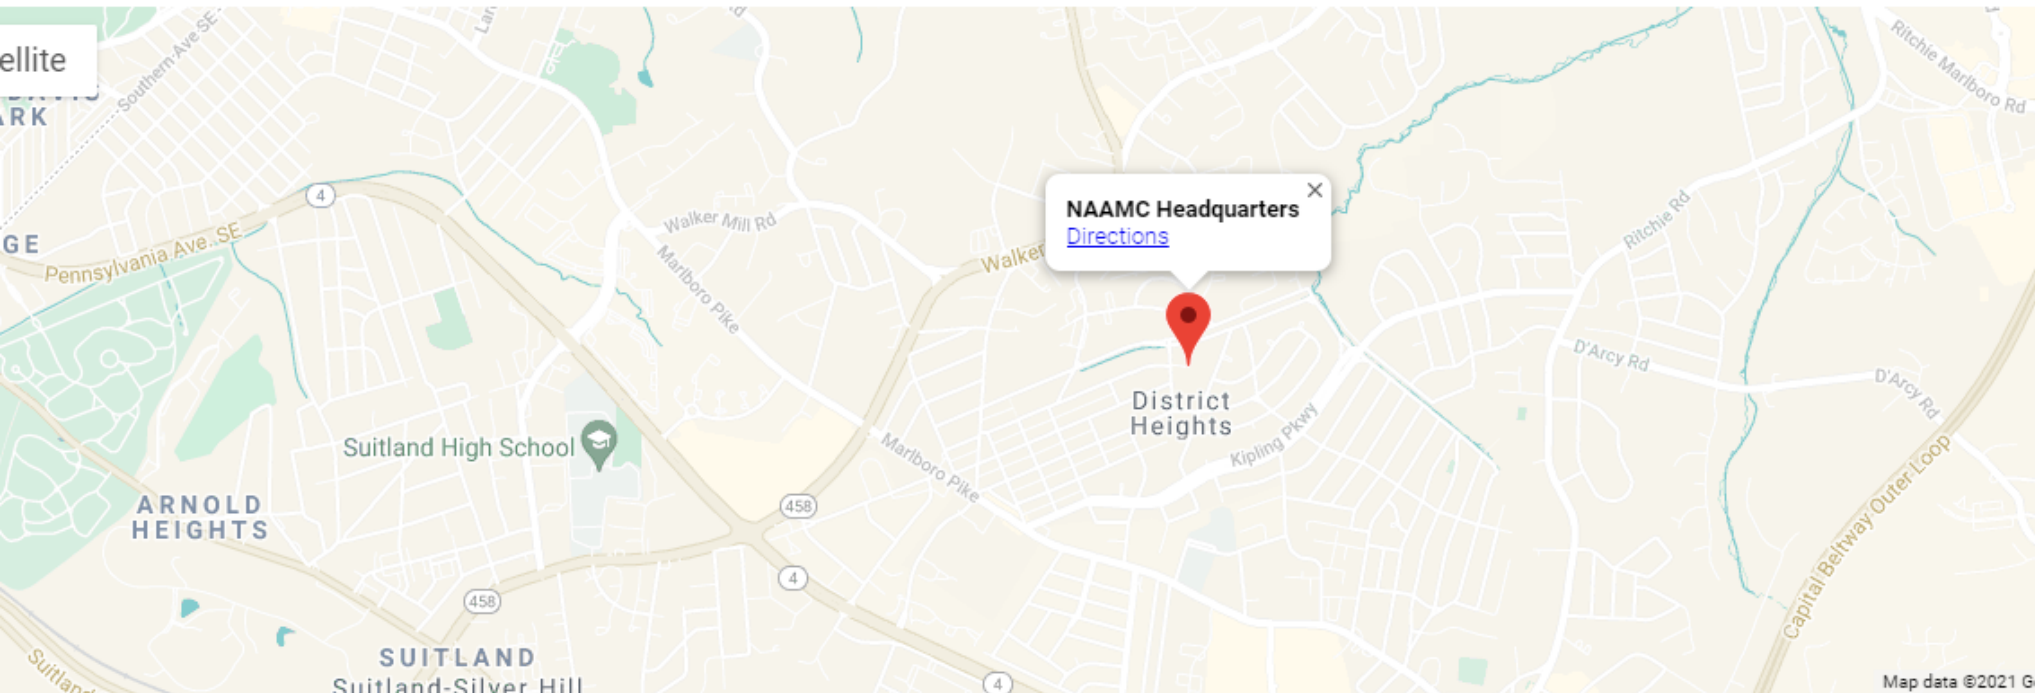 ellite
Southern Ave SE
ARK
4
GE
Pennsylvania Ave. SE
Walker Mill Rd
Marlboro Pike
Walker
NAAMC Headquarters
Directions
Ritchie Marlboro Rd
Ritchie Rd
D'Arcy Rd
D'Arcy Rd
District
Heights
Kipling Pkwy
Suitland High School
Marlboro Pike
458
ARNOLD
HEIGHTS
4
458
Capital Beltway Outer Loop
SUITLAND
Suitland-Silver Hill
Suitland
4
Map data ©2021 G